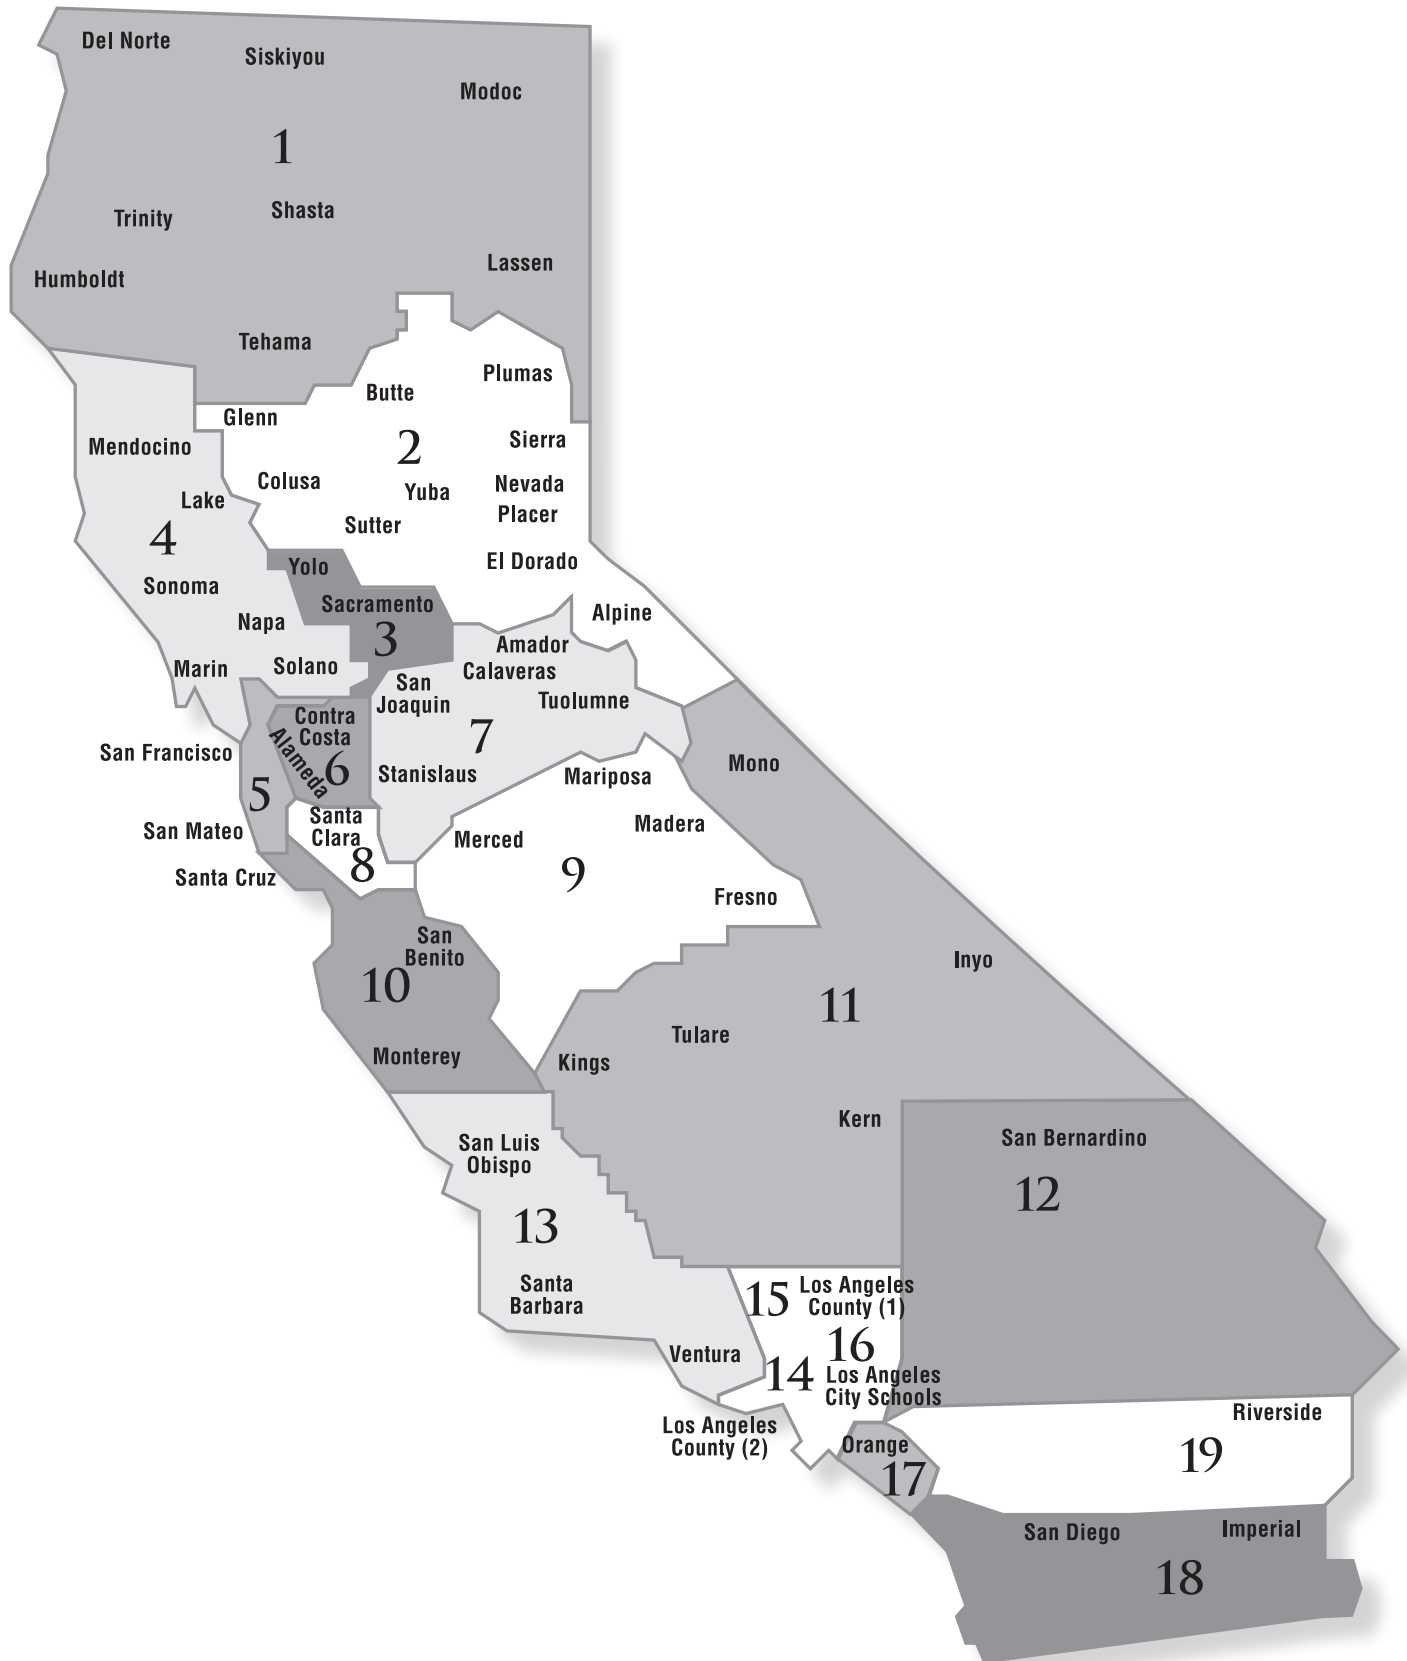 Del Norte
Siskiyou
Modoc
1
Trinity
Shasta
Humboldt
Lassen
Tehama
Plumas
Butte
Glenn
Mendocino
2
Sierra
Colusa
Yuba
Nevada
Lake
Placer
Sutter
4
El Dorado
Yolo
Sonoma
Sacramento
Alpine
Napa
3
Amador
Marin
Solano
Calaveras
San
Joaquin
Tuolumne
Contra
Costa
7
San Francisco
Alameda
6
Stanislaus
Mariposa
Mono
5
San Mateo
Santa
Clara
8
Merced
Madera
Santa Cruz
9
Fresno
San
Benito
10
Inyo
11
Tulare
Monterey
Kings
Kern
San Luis
Obispo
San Bernardino
12
13
Santa
Barbara
15
Los Angeles
County (1)
16
Ventura
14
Los Angeles
City Schools
Los Angeles
County (2)
Riverside
Orange
17
19
San Diego
Imperial
18